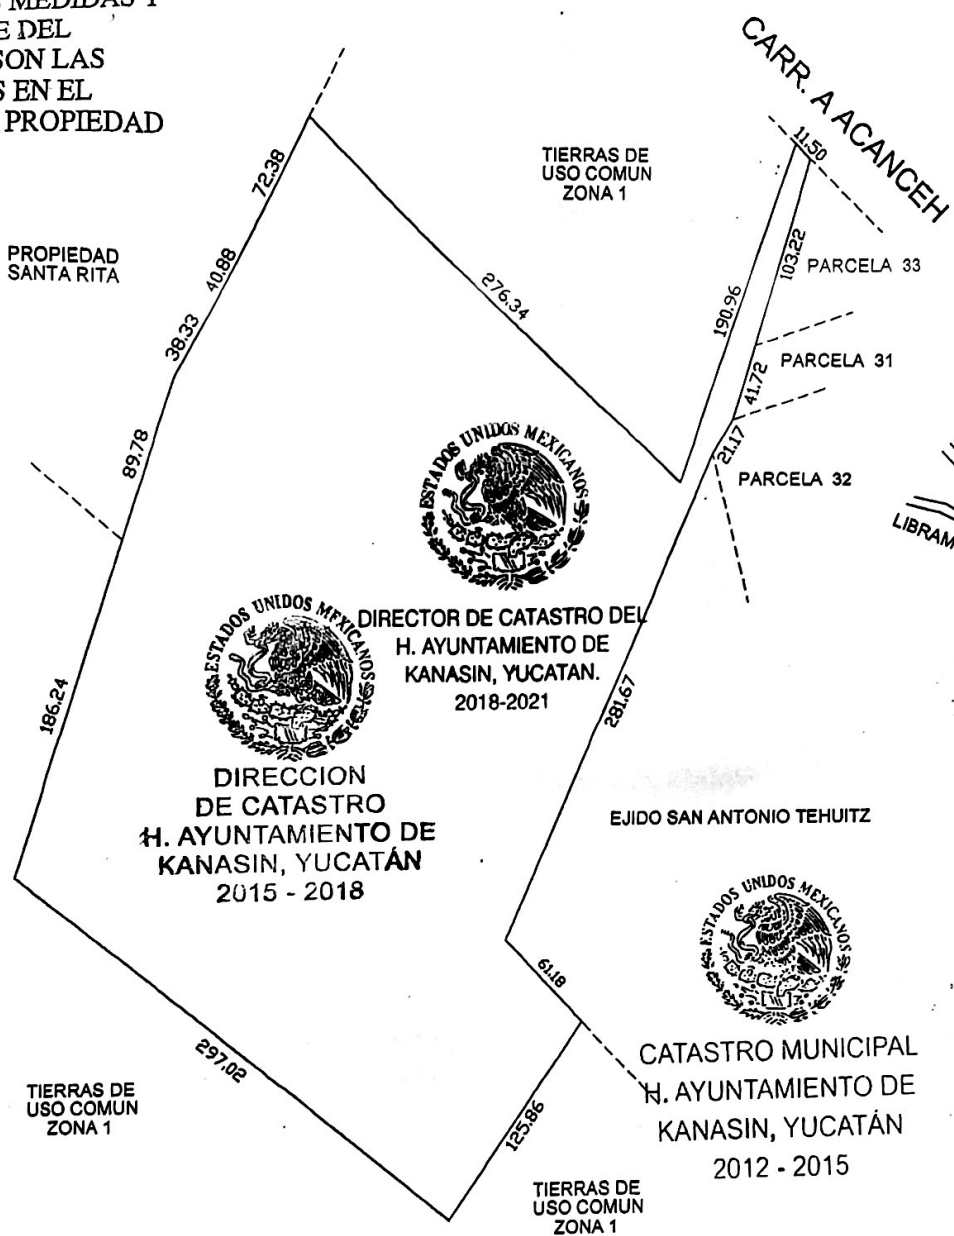 MEDIDAS Y
DEL
SON LAS
EN EL
PROPIEDAD
CARR. A ACANCEH
11.50
TIERRAS DE
USO COMUN
ZONA 1
72.38
PROPIEDAD
SANTA RITA
40.88
103.22
PARCELA 33
276.34
190.96
38.33
PARCELA 31
41.72
89.78
21.17
PARCELA 32
ESTADOS UNIDOS MEXICANOS
DIRECTOR DE CATASTRO DEL
H. AYUNTAMIENTO DE
KANASIN, YUCATAN.
2018-2021
ESTADOS UNIDOS MEXICANOS
DIRECCION
DE CATASTRO
H. AYUNTAMIENTO DE
KANASIN, YUCATÁN
2015 - 2018
186.24
281.67
EJIDO SAN ANTONIO TEHUITZ
ESTADOS UNIDOS MEXICANOS
CATASTRO MUNICIPAL
H. AYUNTAMIENTO DE
KANASIN, YUCATÁN
2012 - 2015
61.18
297.02
125.86
TIERRAS DE
USO COMUN
ZONA 1
TIERRAS DE
USO COMUN
ZONA 1